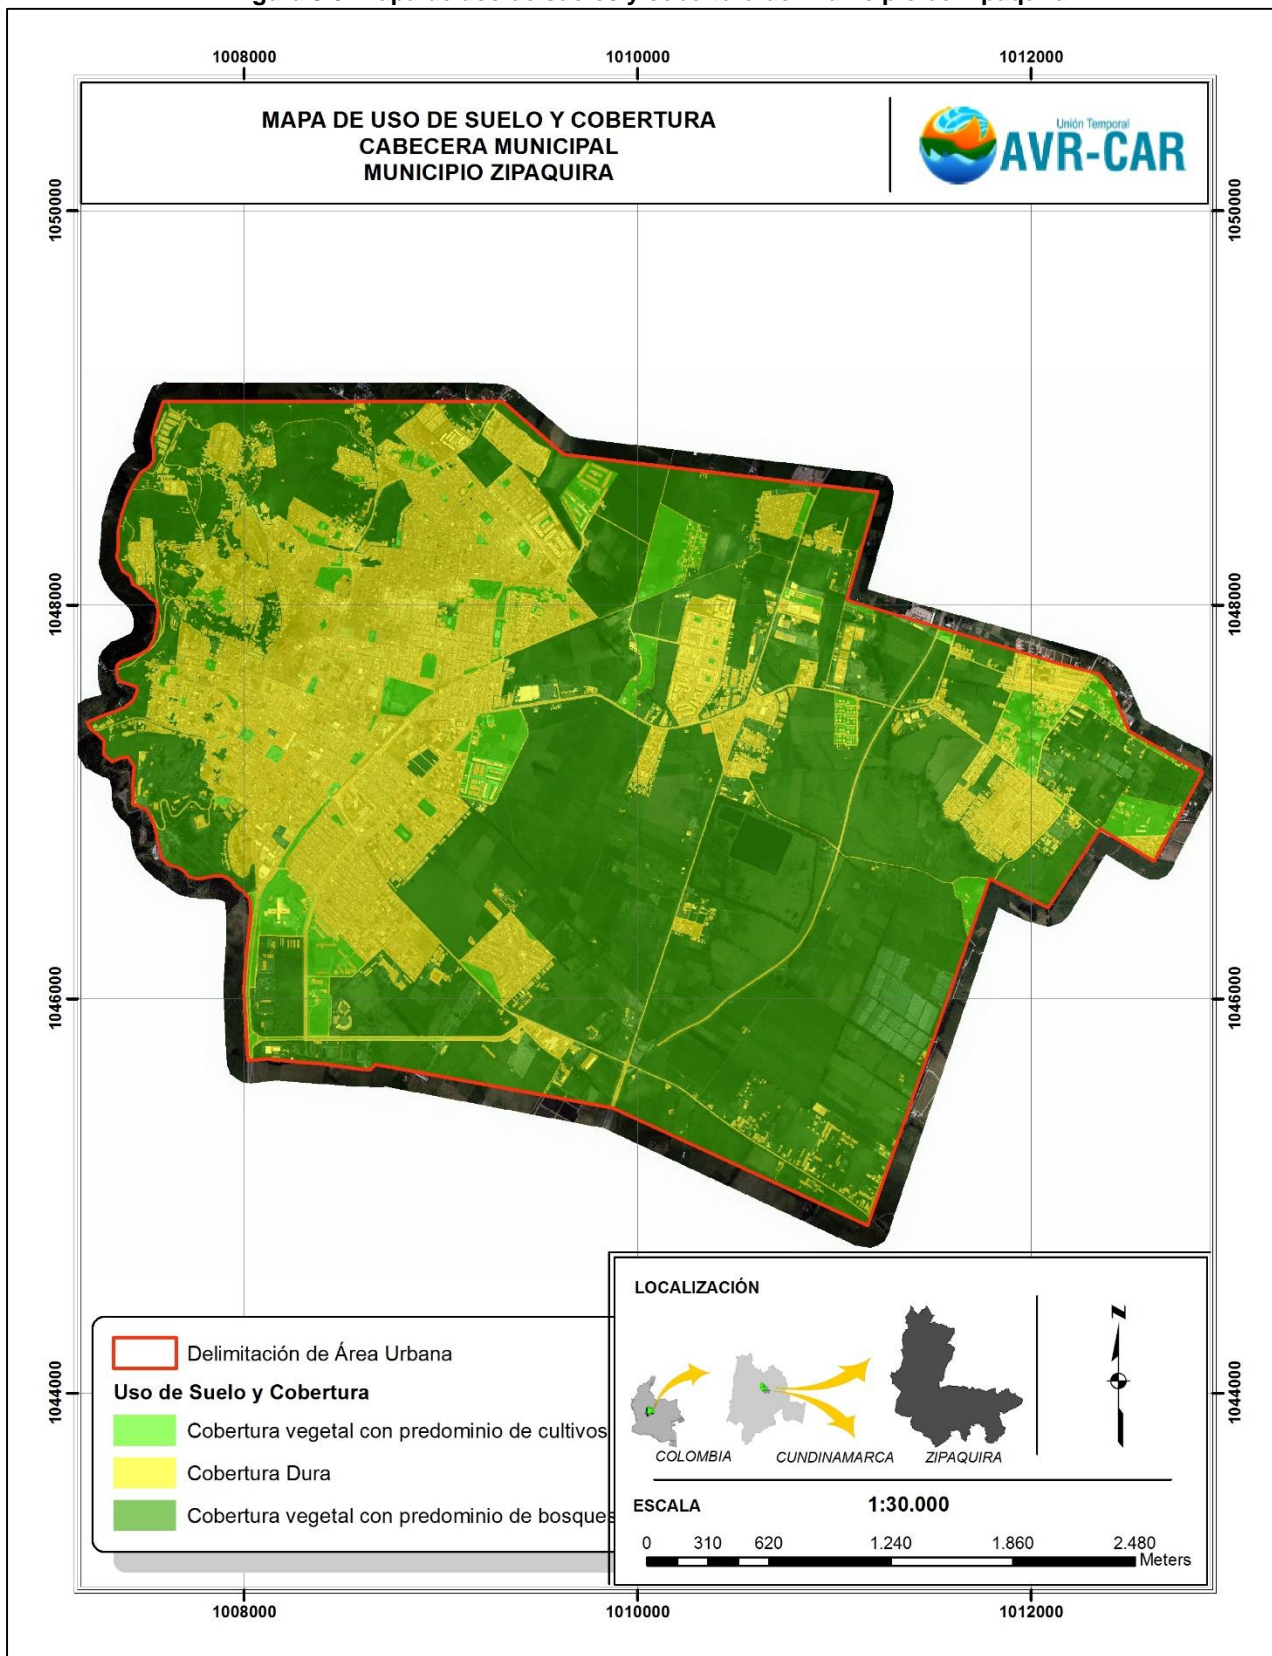 1008000 1010000 1012000
MAPA DE USO DE SUELO Y COBERTURA
CABECERA MUNICIPAL
MUNICIPIO ZIPAQUIRA
Unión Temporal
AVR-CAR
1050000 1050000
1048000 1048000
1046000 1046000
1044000 1044000
Delimitación de Área Urbana
Uso de Suelo y Cobertura
Cobertura vegetal con predominio de cultivos
Cobertura Dura
Cobertura vegetal con predominio de bosques
LOCALIZACIÓN
COLOMBIA CUNDINAMARCA ZIPAQUIRA
N
ESCALA 1:30.000
0 310 620 1.240 1.860 2.480
Meters
1008000 1010000 1012000